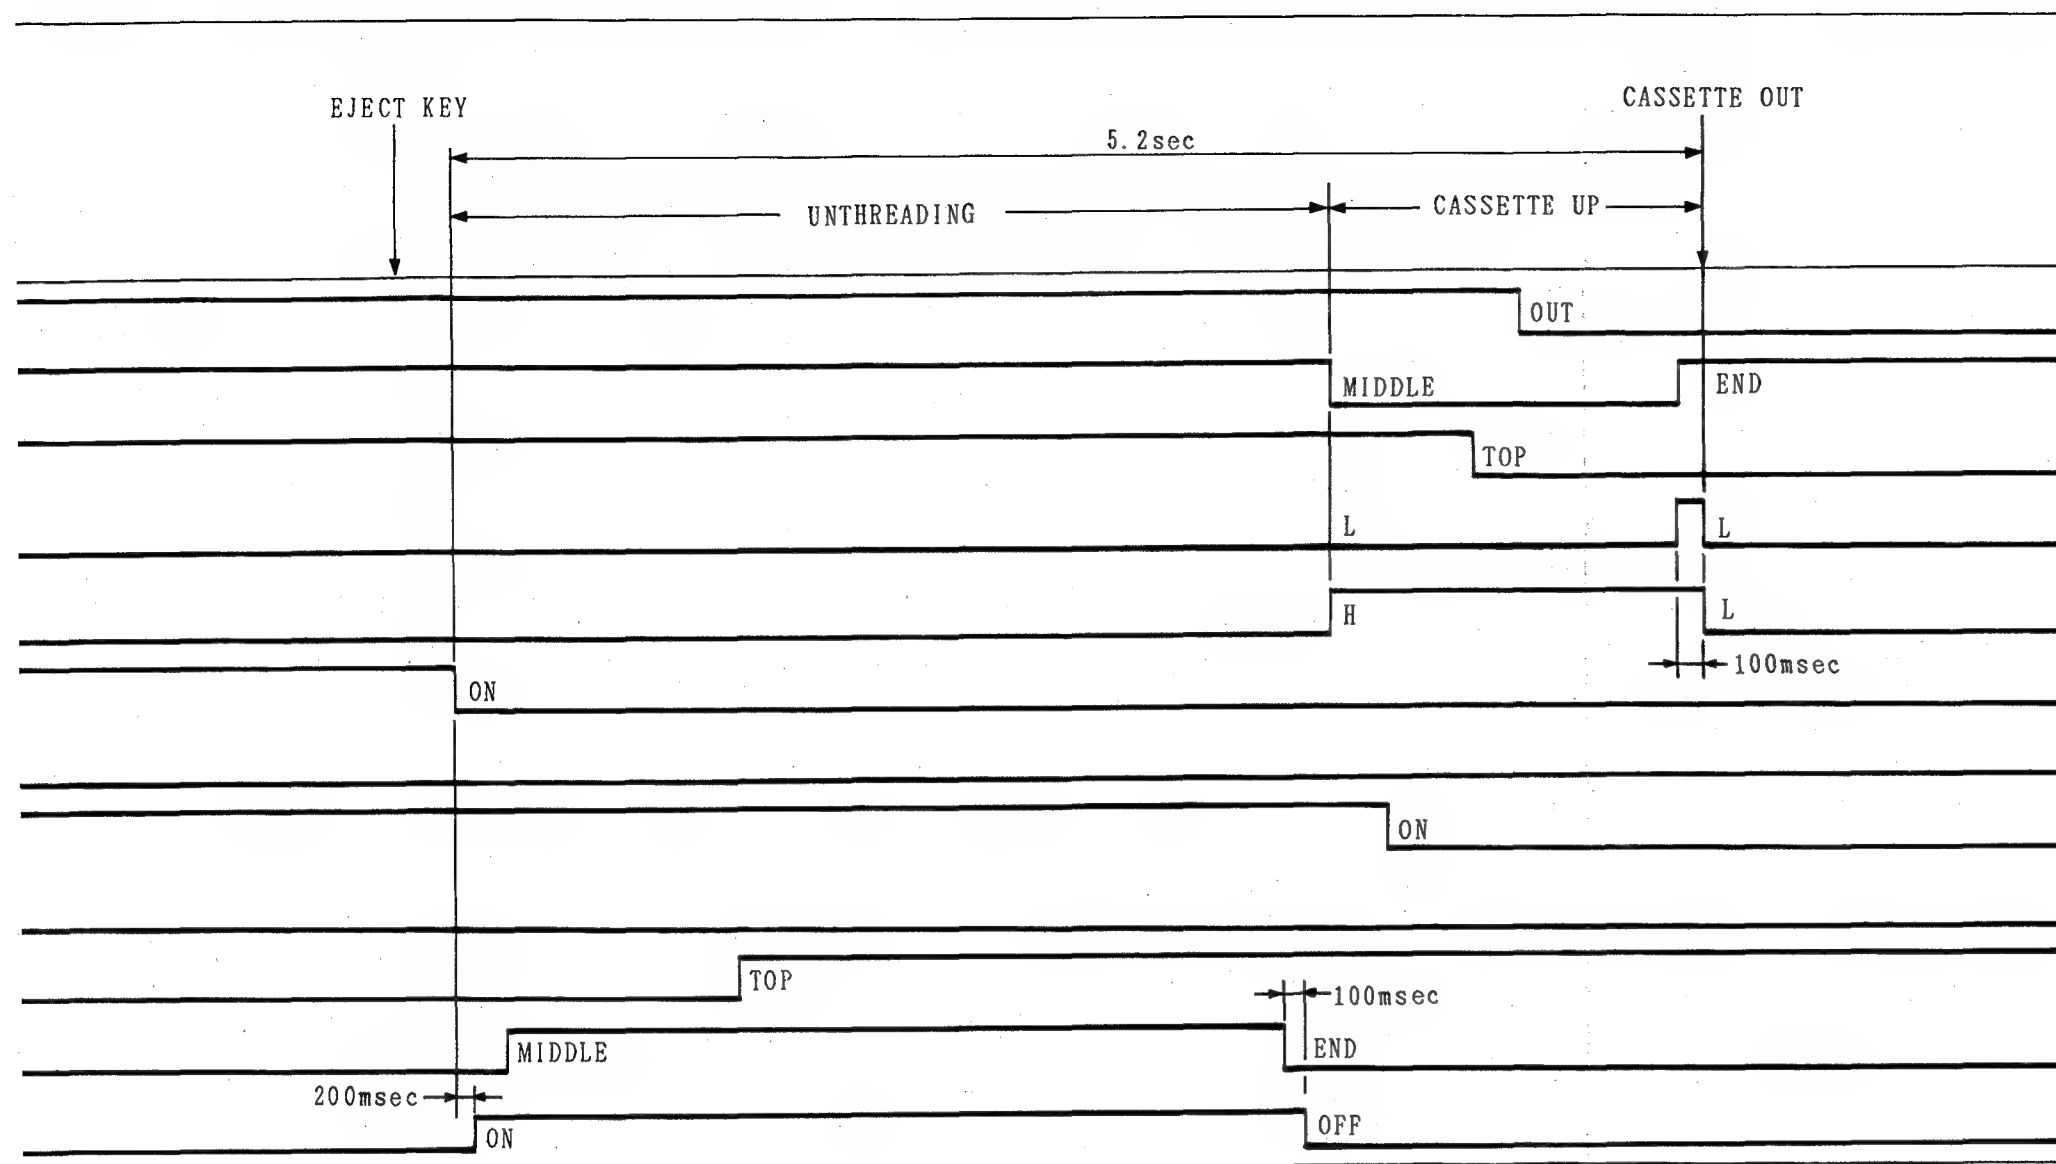 EJECT KEY
CASSETTE OUT
5.2sec
UNTHREADING
CASSETTE UP
OUT
MIDDLE
END
TOP
L
L
H
L
100msec
ON
ON
TOP
100msec
MIDDLE
END
200msec
ON
OFF